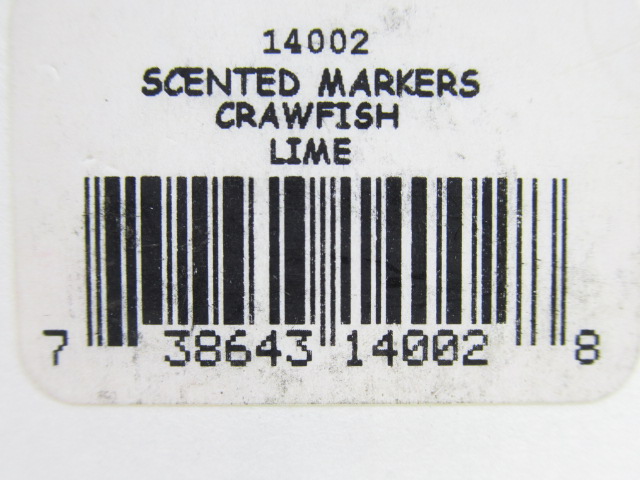 14002
SCENTED MARKERS
CRAWFISH
LIME
7 38643 14002 8